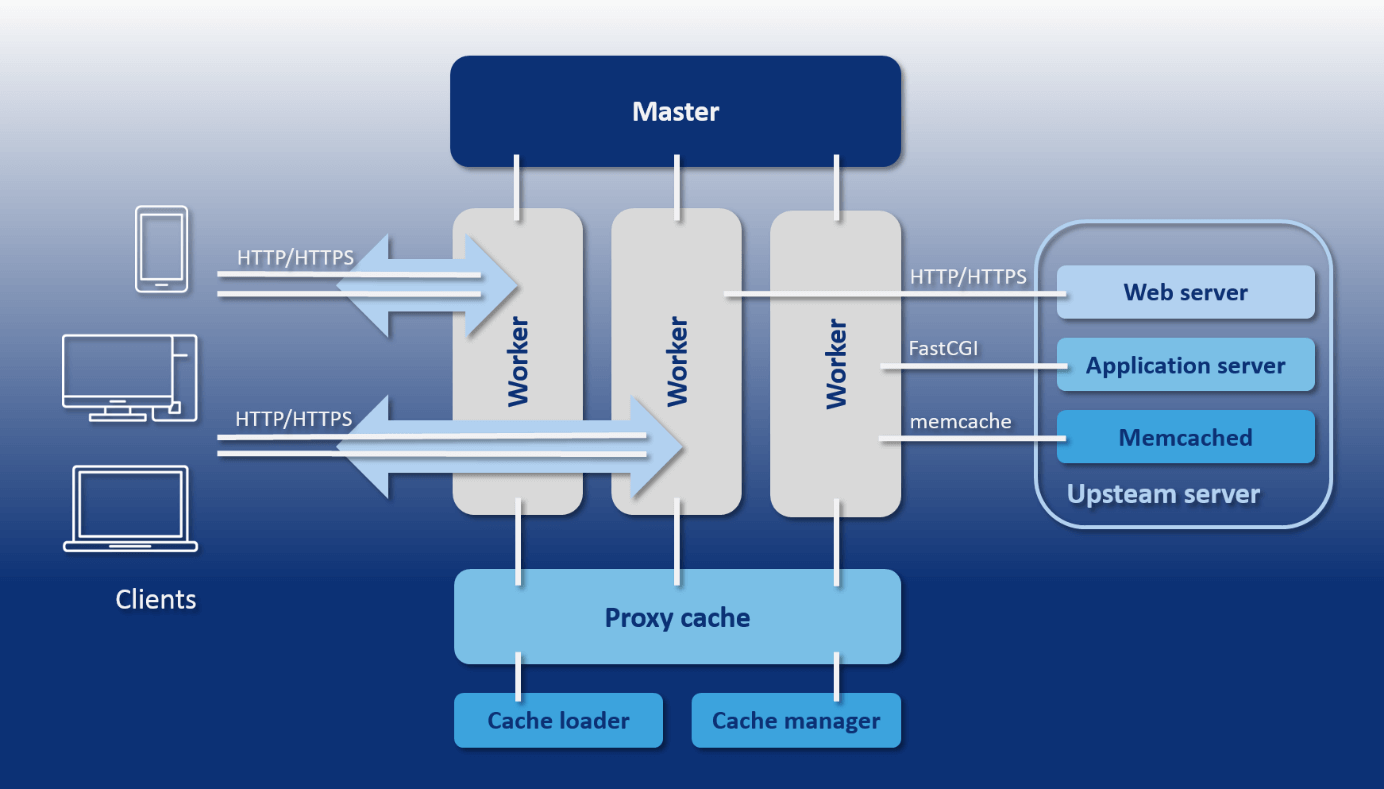 Master
HTTP/HTTPS
HTTP/HTTPS
Clients
Worker
Worker
Worker
HTTP/HTTPS
FastCGI
memcache
Web server
Application server
Memcached
Upsteam server
Proxy cache
Cache loader
Cache manager